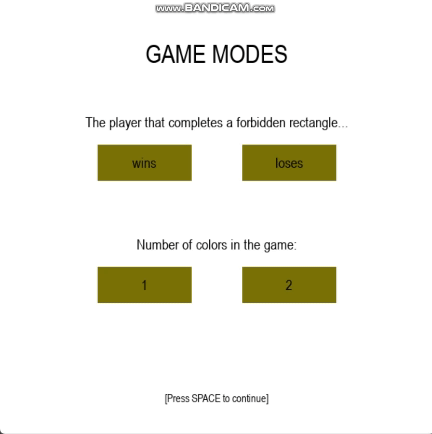 www.BANDICAM.com
GAME MODES
The player that completes a forbidden rectangle...
wins
loses
Number of colors in the game:
1
2
[Press SPACE to continue]